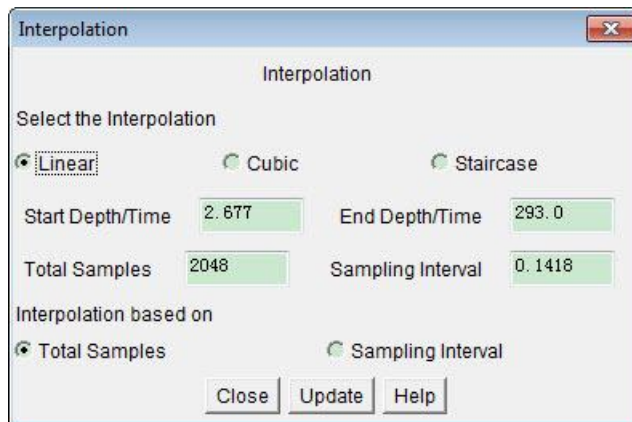 Interpolation
Interpolation
Select the Interpolation
Linear Cubic Staircase
Start Depth/Time 2.677 End Depth/Time 293.0
Total Samples 2048 Sampling Interval 0.1418
Interpolation based on
Total Samples Sampling Interval
Close Update Help